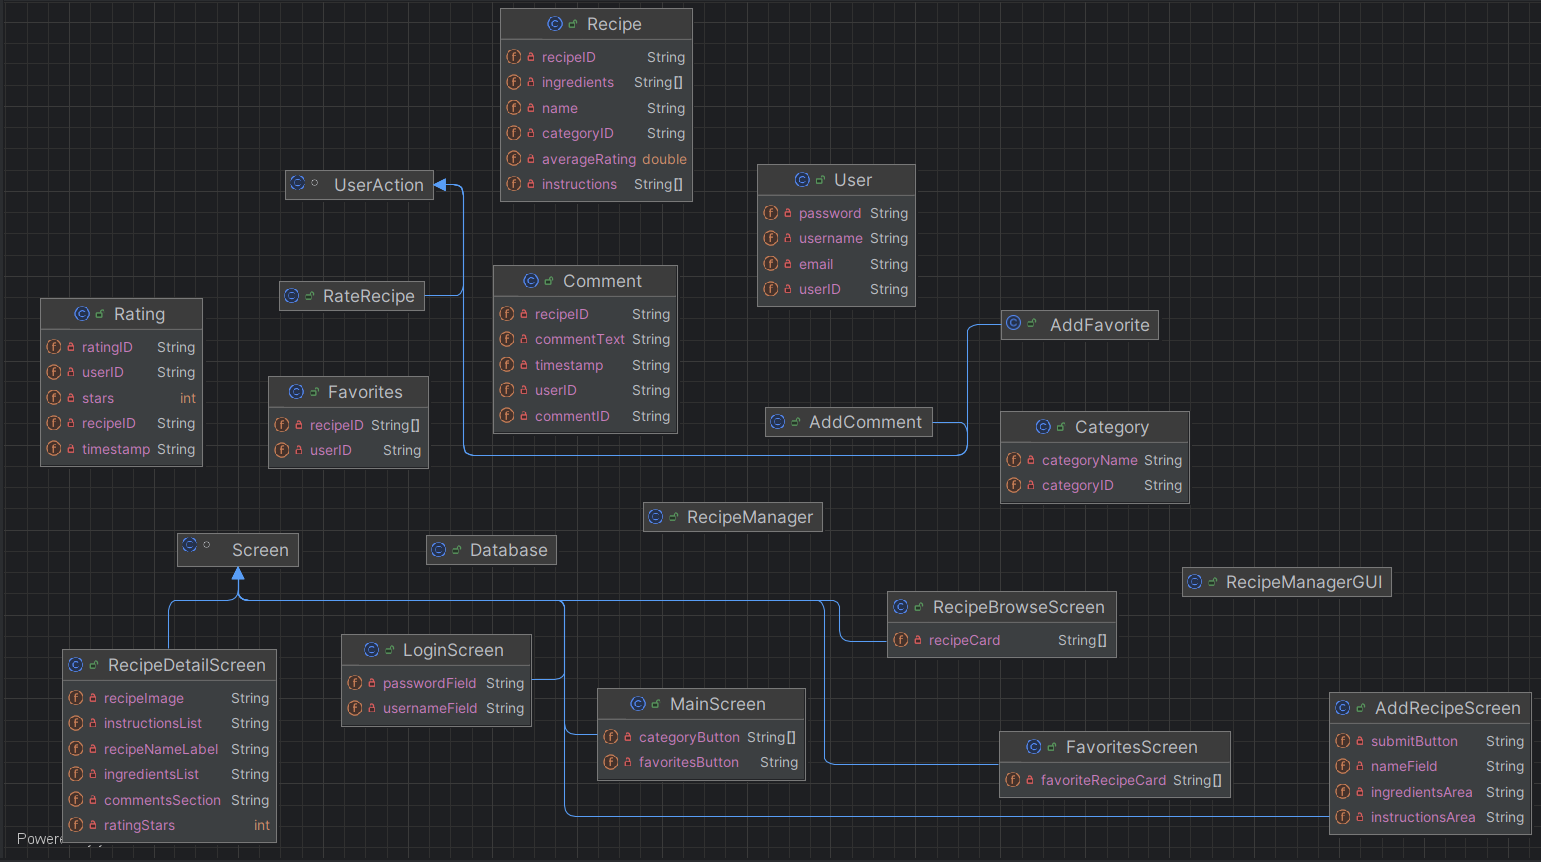 Recipe
recipeID String
ingredients String[]
name String
categoryID String
averageRating double
instructions String[]
UserAction
User
password String
username String
email String
userID String
RateRecipe
Comment
recipeID String
commentText String
timestamp String
userID String
commentID String
Rating
ratingID String
userID String
stars int
recipeID String
timestamp String
AddFavorite
Favorites
recipeID String[]
userID String
AddComment
Category
categoryName String
categoryID String
RecipeManager
Screen
Database
RecipeManagerGUI
RecipeBrowseScreen
recipeCard String[]
RecipeDetailScreen
recipeImage String
instructionsList String
recipeNameLabel String
ingredientsList String
commentsSection String
ratingStars int
LoginScreen
passwordField String
usernameField String
MainScreen
categoryButton String[]
favoritesButton String
FavoritesScreen
favoriteRecipeCard String[]
AddRecipeScreen
submitButton String
nameField String
ingredientsArea String
instructionsArea String